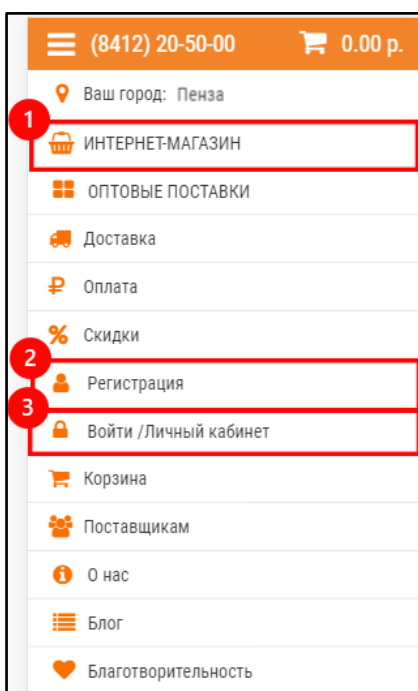 (8412) 20-50-00 0.00 р.
Ваш город: Пенза
1
ИНТЕРНЕТ-МАГАЗИН
ОПТОВЫЕ ПОСТАВКИ
Доставка
Оплата
Скидки
2
Регистрация
3
Войти /Личный кабинет
Корзина
Поставщикам
О нас
Блог
Благотворительность